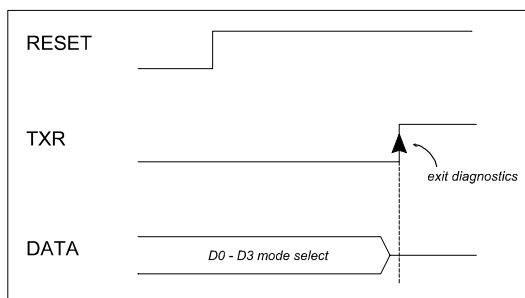 RESET
TXR
exit diagnostics
DATA
D0 - D3 mode select